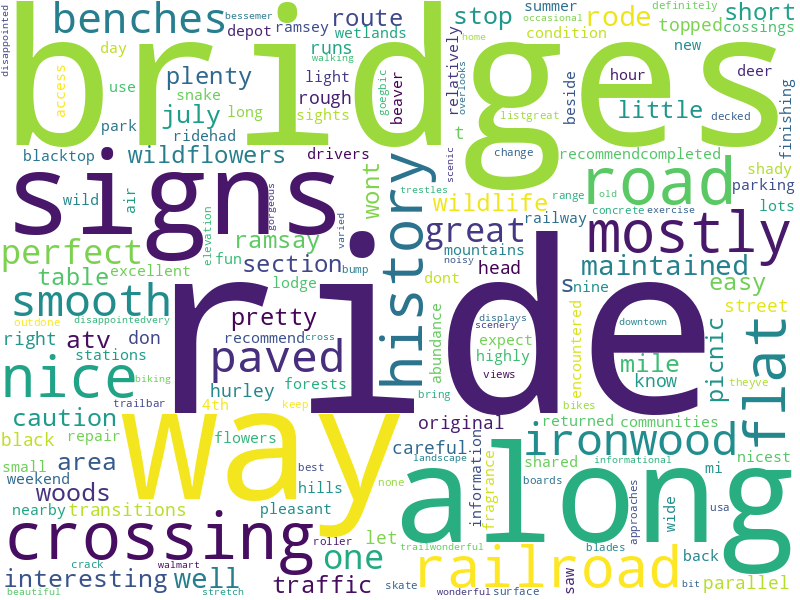 disappointed
bessemer
occasional
definitely
benches
depot
ramsey
route
stop
summer
rode
topped
short
cossings
bridges
day
wetlands
condition
new
runs
access
use
plenty
snake
july
long
light
rough
sights
goegbic
beaver
home
walking
overlooks
relatively
hour
beside
deer
little
decked
finishing
park
ridehad
t
blacktop
wildflowers
drivers
wont
scenic
change
listgreat
recommendcompleted
shady
parking
signs
wild
air
gorgeous
trestles
road
range
old
lots
elevation
varied
history
wildlife
railway
concrete
exercise
mostly
perfect
ramsay
fun
great
mountains
noisy
table
excellent
section
bump
head
dont
s
nine
maintained
easy
lodge
smooth
outdone
disappointedvery
pretty
ride
abundance
displays
scenery
expect
highly
views
downtown
street
right
atv
don
recommend
cross
encountered
mile
know
picnic
flat
stations
paved
biking
nice
hurley
forests
bring
bikes
theyve
trailbar
4th
keep
way
original
returned
communities
caution
black
repair
flowers
careful
information
ironwood
nicest
small
area
best
landscape
fragrance
shared
informational
mi
weekend
woods
hills
none
along
boards
approaches
wide
usa
nearby
transitions
pleasant
crossing
roller
let
trailwonderful
blades
back
one
crack
walmart
interesting
well
traffic
skate
railroad
saw
bit
parallel
beautiful
stretch
wonderful
surface